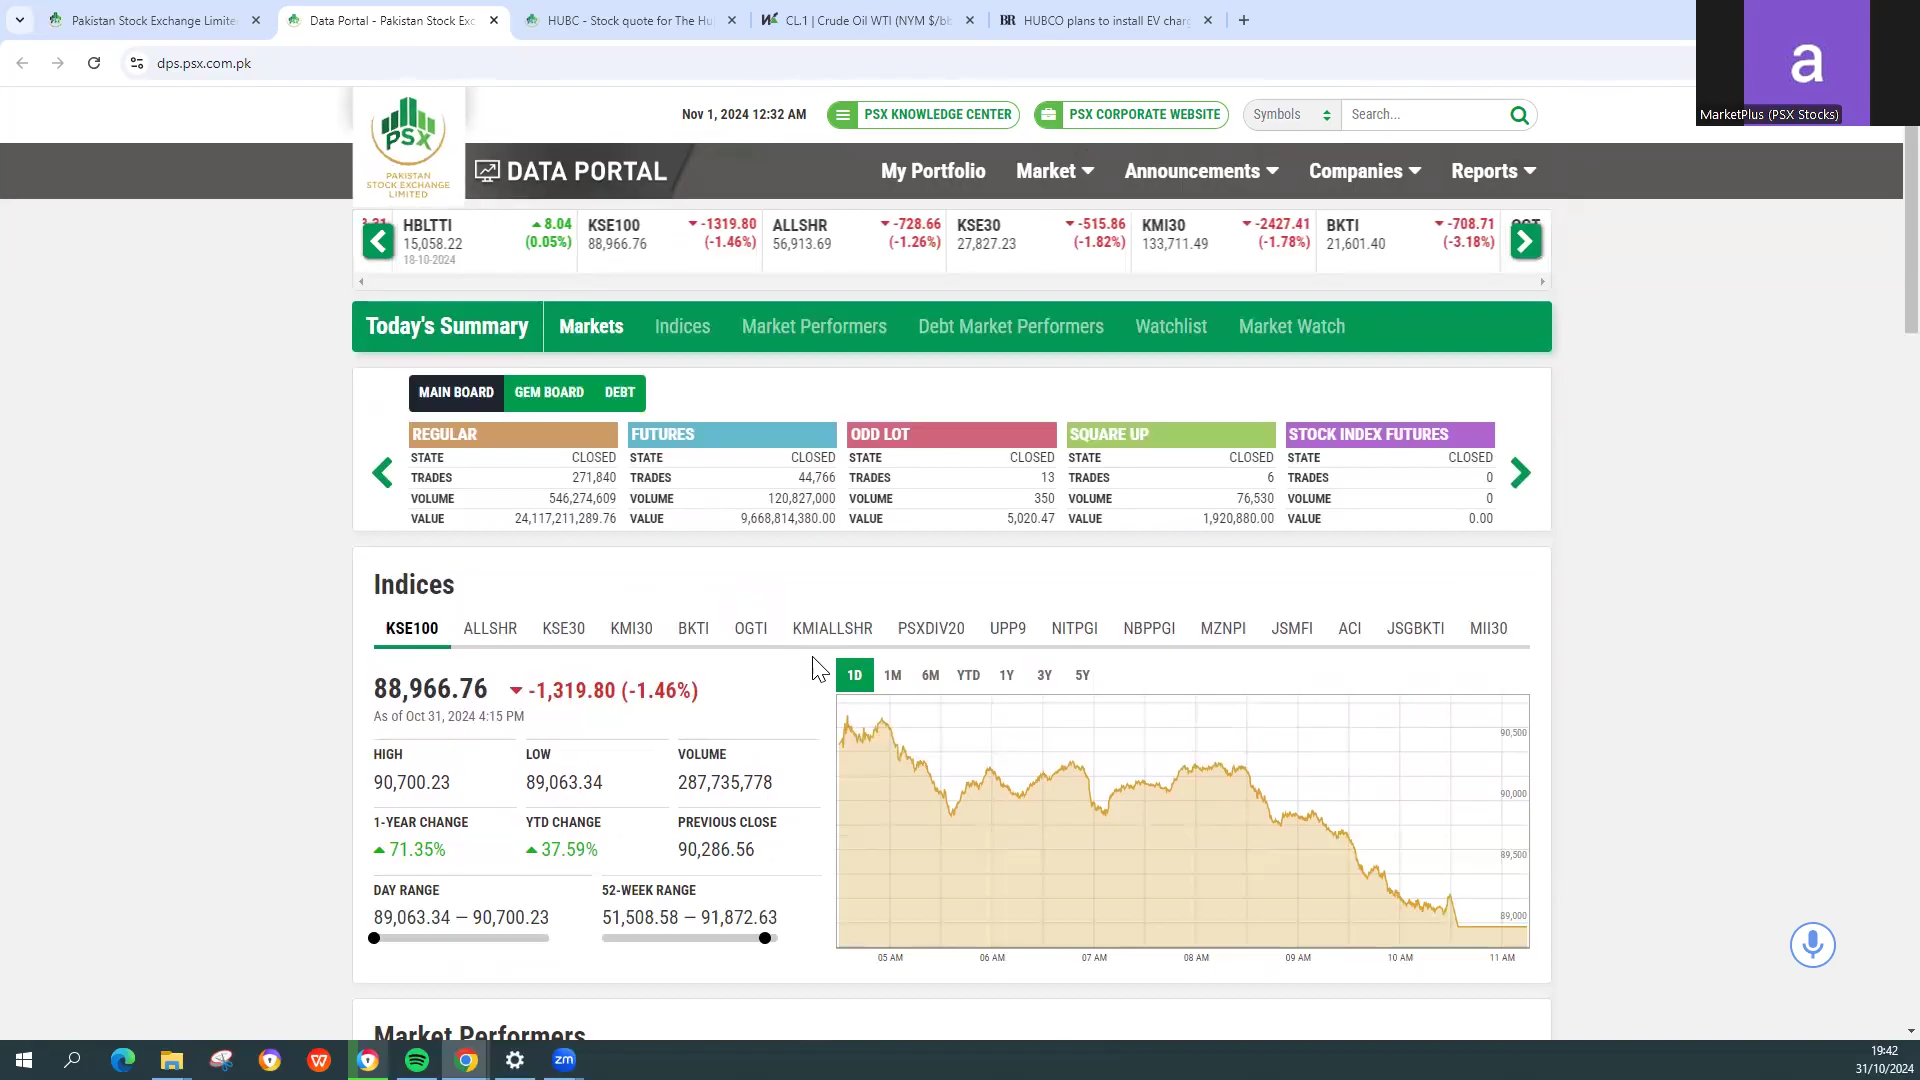 Pakistan Stock Exchange Limite
Data Portal - Pakistan Stock Exc
HUBC - Stock quote for The Hu
CL.1 | Crude Oil WTI (NYM $/bb
BR HUBCO plans to install EV charg
dps.psx.com.pk
a
MarketPlus (PSX Stocks)
PSX
PAKISTAN
STOCK EXCHANGE
LIMITED
Nov 1, 2024 12:32 AM
PSX KNOWLEDGE CENTER
PSX CORPORATE WEBSITE
Symbols
Search...
DATA PORTAL
My Portfolio Market Announcements Companies Reports
HBLTTI 8.04
15,058.22 (0.05%)
18-10-2024
KSE100 -1319.80
88,966.76 (-1.46%)
ALLSHR -728.66
56,913.69 (-1.26%)
KSE30 -515.86
27,827.23 (-1.82%)
KMI30 -2427.41
133,711.49 (-1.78%)
BKTI -708.71
21,601.40 (-3.18%)
Today's Summary Markets Indices Market Performers Debt Market Performers Watchlist Market Watch
MAIN BOARD GEM BOARD DEBT
REGULAR
STATE CLOSED
TRADES 271,840
VOLUME 546,274,609
VALUE 24,117,211,289.76
FUTURES
STATE CLOSED
TRADES 44,766
VOLUME 120,827,000
VALUE 9,668,814,380.00
ODD LOT
STATE CLOSED
TRADES 13
VOLUME 350
VALUE 5,020.47
SQUARE UP
STATE CLOSED
TRADES 6
VOLUME 76,530
VALUE 1,920,880.00
STOCK INDEX FUTURES
STATE CLOSED
TRADES 0
VOLUME 0
VALUE 0.00
Indices
KSE100 ALLSHR KSE30 KMI30 BKTI OGTI KMIALLSHR PSXDIV20 UPP9 NITPGI NBPPGI MZNPI JSMFI ACI JSGBKTI MII30
88,966.76 -1,319.80 (-1.46%)
As of Oct 31, 2024 4:15 PM
HIGH LOW VOLUME
90,700.23 89,063.34 287,735,778
1-YEAR CHANGE YTD CHANGE PREVIOUS CLOSE
71.35% 37.59% 90,286.56
DAY RANGE 52-WEEK RANGE
89,063.34 — 90,700.23 51,508.58 — 91,872.63
1D 1M 6M YTD 1Y 3Y 5Y
90,500
90,000
89,500
89,000
05 AM 06 AM 07 AM 08 AM 09 AM 10 AM 11 AM
Market Performers
zm
19:42
31/10/2024